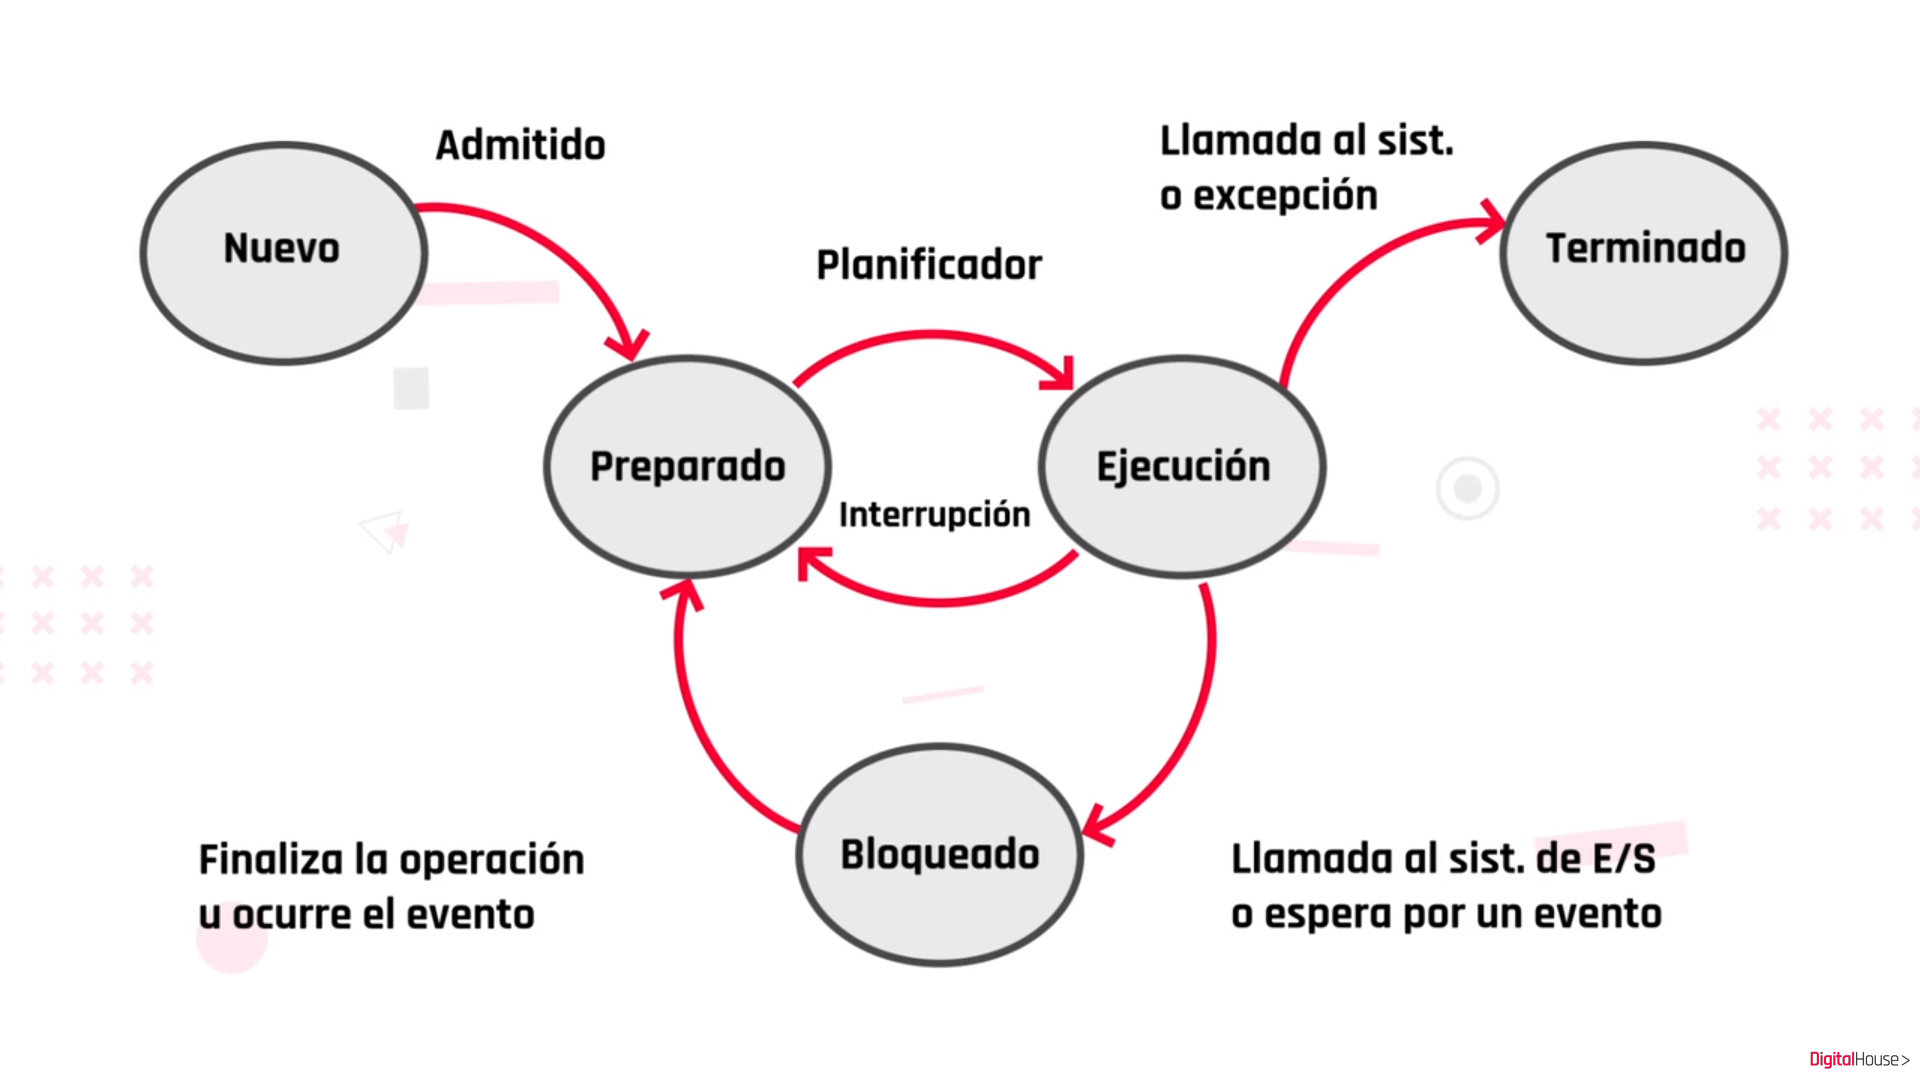 Admitido
Llamada al sist.
o excepción
Nuevo
Terminado
Planificador
Preparado
Ejecución
Interrupción
Bloqueado
Finaliza la operación
u ocurre el evento
Llamada al sist. de E/S
o espera por un evento
DigitalHouse>